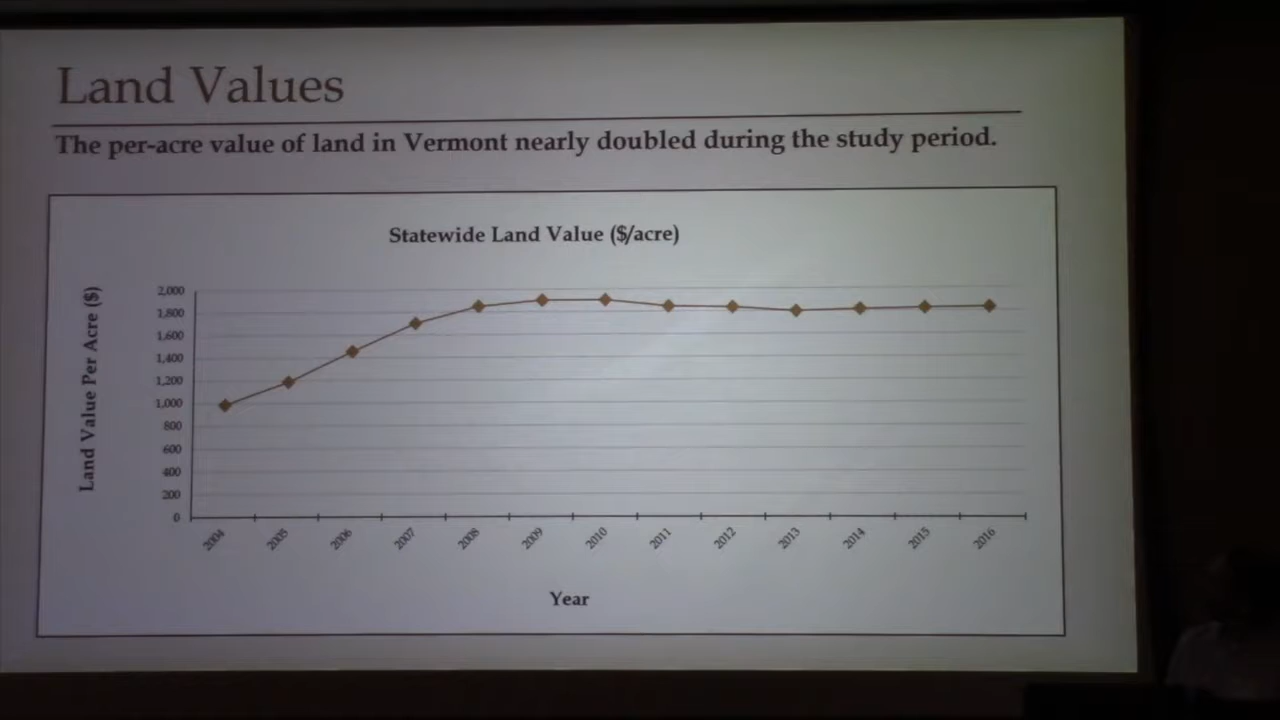 Land Values
The per-acre value of land in Vermont nearly doubled during the study period.
Statewide Land Value ($/acre)
Land Value Per Acre ($)
2,000
1,800
1,600
1,400
1,200
1,000
800
600
400
200
0
2004 2005 2006 2007 2008 2009 2010 2011 2012 2013 2014 2015 2016
Year